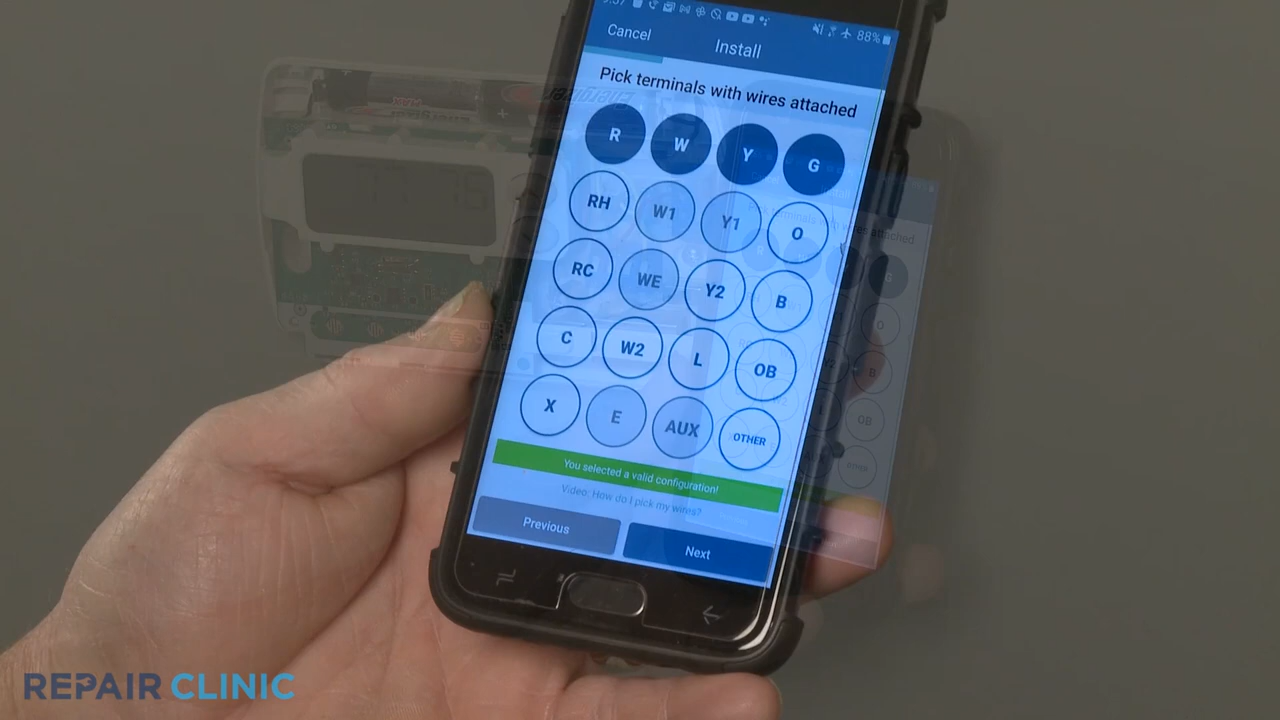 88%
Cancel
Install
Pick terminals with wires attached
R W Y G
RH W1 Y1 O
RC WE Y2 B
C W2 L OB
X E AUX OTHER
You selected a valid configuration!
Video: How do I pick my wires?
Previous
Next
REPAIR CLINIC